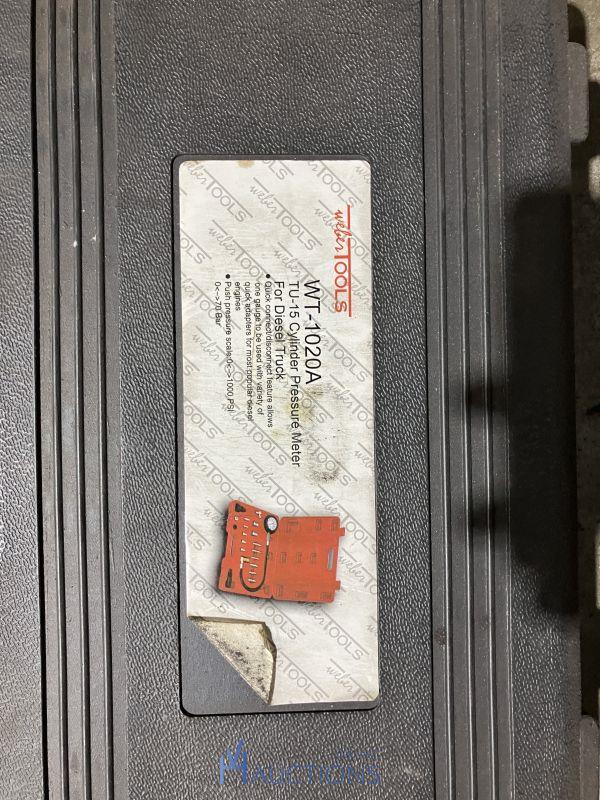 weber TOOLS
WT-1020A
TU-15 Cylinder Pressure Meter
For Diesel Truck
● Quick connect/disconnect feature allows
one gauge to be used with variety of
quick adapters for most popular diesel
engines
● Push pressure scale:0<->1000 PSI
0<->70 Bar
AUCTIONS